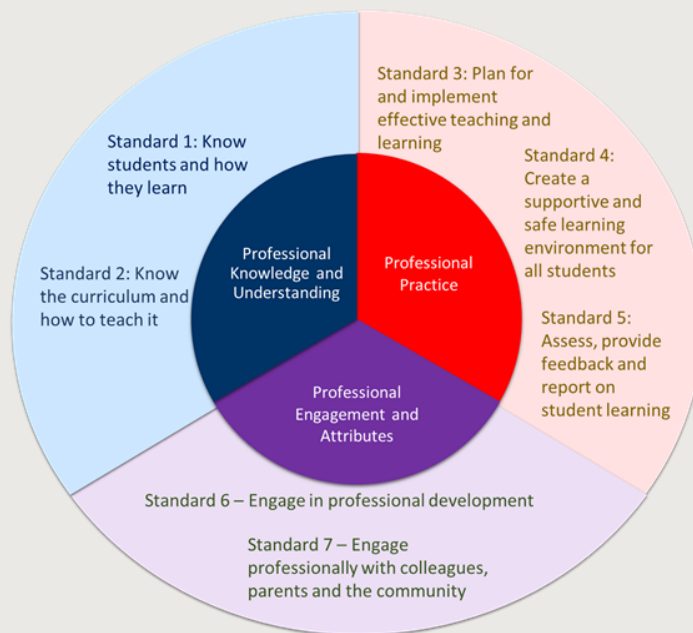 Standard 1: Know
students and how
they learn
Standard 2: Know
the curriculum and
how to teach it
Professional
Knowledge and
Understanding
Standard 3: Plan for
and implement
effective teaching and
learning
Standard 4:
Create a
supportive and
safe learning
environment for
all students
Standard 5:
Assess, provide
feedback and
report on
student learning
Professional
Practice
Professional
Engagement and
Attributes
Standard 6 – Engage in professional development
Standard 7 – Engage
professionally with colleagues,
parents and the community